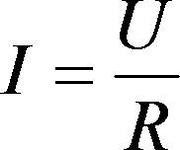 I = U/R